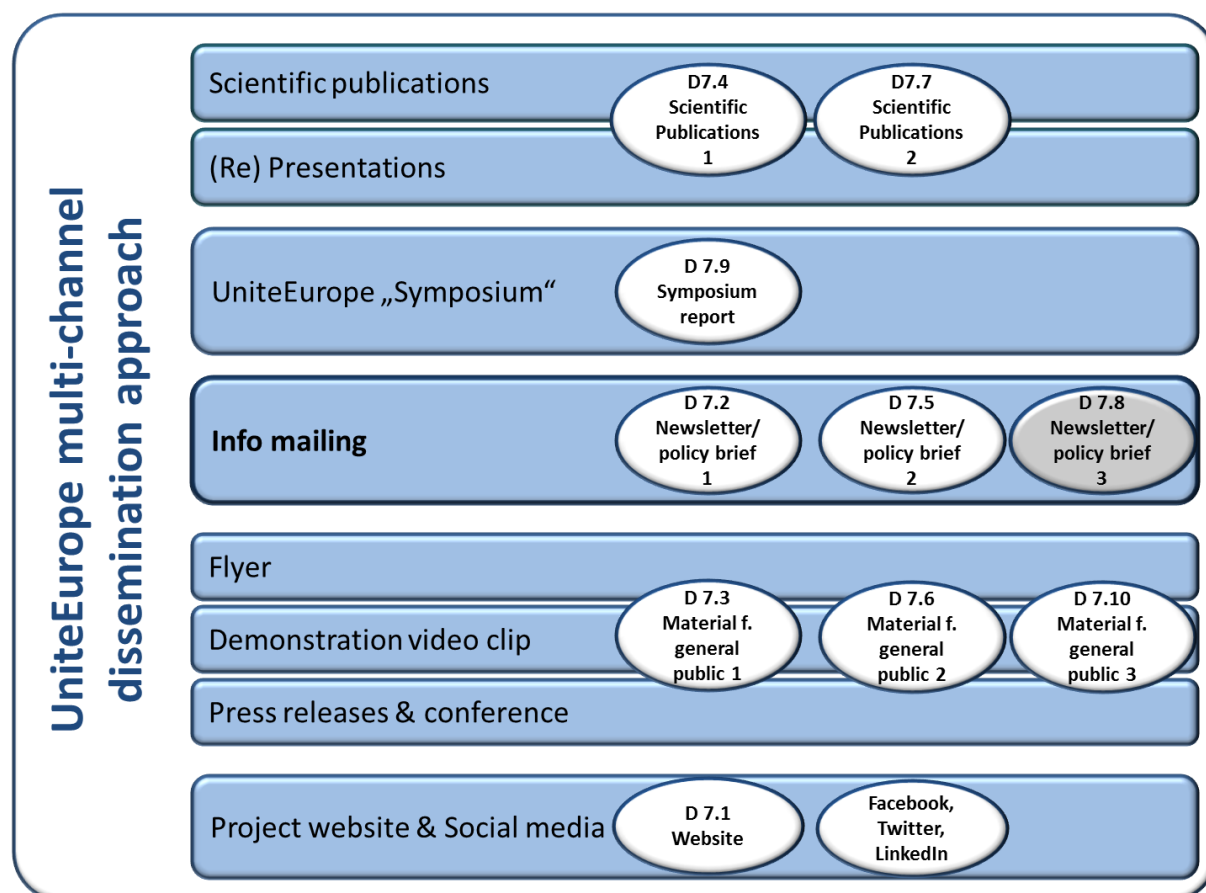 UniteEurope multi-channel
dissemination approach
Scientific publications
D7.4
Scientific
Publications
1
D7.7
Scientific
Publications
2
(Re) Presentations
UniteEurope „Symposium“
D 7.9
Symposium
report
Info mailing
D 7.2
Newsletter/
policy brief
1
D 7.5
Newsletter/
policy brief
2
D 7.8
Newsletter/
policy brief
3
Flyer
Demonstration video clip
Press releases & conference
D 7.3
Material f.
general
public 1
D 7.6
Material f.
general
public 2
D 7.10
Material f.
general
public 3
Project website & Social media
D 7.1
Website
Facebook,
Twitter,
LinkedIn